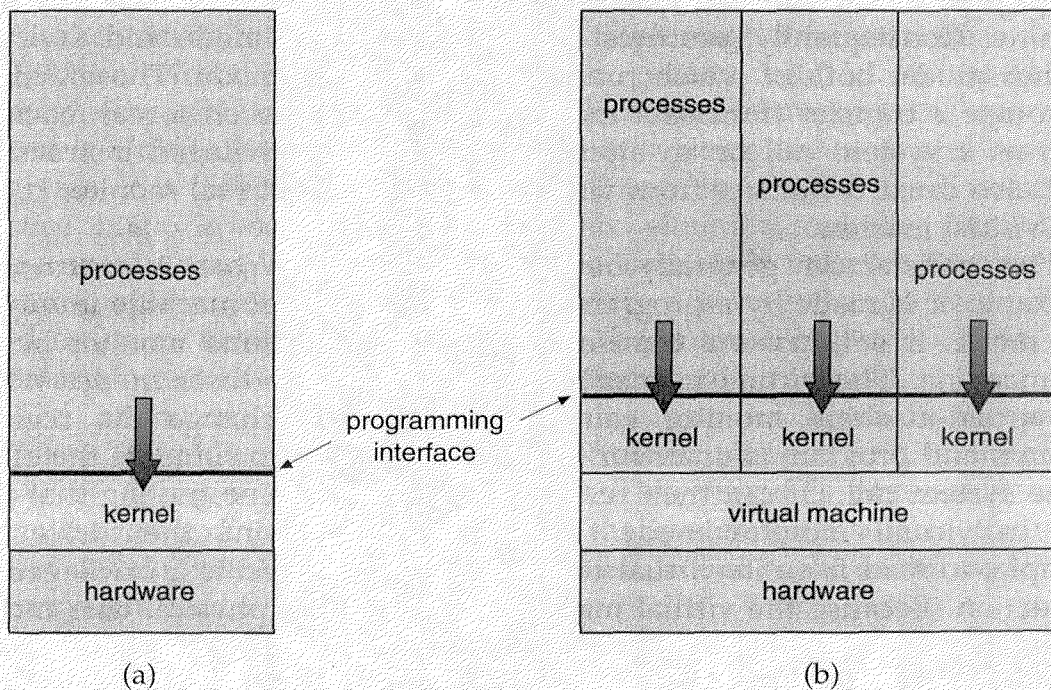 processes
kernel
hardware
(a)
programming
interface
processes
processes
processes
kernel
kernel
kernel
virtual machine
hardware
(b)